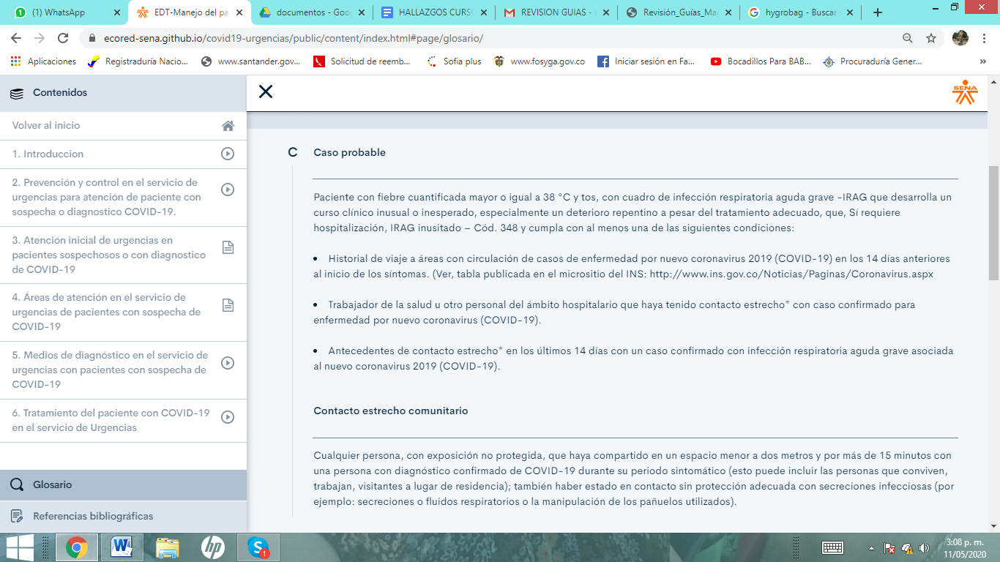 (1) WhatsApp
EDT-Manejo del pa
documentos - Goo
HALLAZGOS CURSO
REVISION GUIAS -
Revisión_Guías_Ma
hygrobag - Buscar
ecored-sena.github.io/covid19-urgencias/public/content/index.html#page/glosario/
Aplicaciones
Registraduría Nacio...
www.santander.gov...
Solicitud de reemb...
Sofia plus
www.fosyga.gov.co
Iniciar sesión en Fa...
Bocadillos Para BAB...
Procuraduría Gener...
»
Contenidos
SENA
Volver al inicio
1. Introduccion
2. Prevención y control en el servicio de
urgencias para atención de paciente con
sospecha o diagnostico COVID-19.
3. Atención inicial de urgencias en
pacientes sospechosos o con diagnostico
de COVID-19
4. Áreas de atención en el servicio de
urgencias de pacientes con sospecha de
COVID-19
5. Medios de diagnóstico en el servicio de
urgencias con pacientes con sospecha de
COVID-19
6. Tratamiento del paciente con COVID-19
en el servicio de Urgencias
Glosario
Referencias bibliográficas
C Caso probable
Paciente con fiebre cuantificada mayor o igual a 38 °C y tos, con cuadro de infección respiratoria aguda grave -IRAG que desarrolla un
curso clínico inusual o inesperado, especialmente un deterioro repentino a pesar del tratamiento adecuado, que, Sí requiere
hospitalización, IRAG inusitado – Cód. 348 y cumpla con al menos una de las siguientes condiciones:
• Historial de viaje a áreas con circulación de casos de enfermedad por nuevo coronavirus 2019 (COVID-19) en los 14 días anteriores
al inicio de los síntomas. (Ver, tabla publicada en el micrositio del INS: http://www.ins.gov.co/Noticias/Paginas/Coronavirus.aspx
• Trabajador de la salud u otro personal del ámbito hospitalario que haya tenido contacto estrecho* con caso confirmado para
enfermedad por nuevo coronavirus (COVID-19).
• Antecedentes de contacto estrecho* en los últimos 14 días con un caso confirmado con infección respiratoria aguda grave asociada
al nuevo coronavirus 2019 (COVID-19).
Contacto estrecho comunitario
Cualquier persona, con exposición no protegida, que haya compartido en un espacio menor a dos metros y por más de 15 minutos con
una persona con diagnóstico confirmado de COVID-19 durante su periodo sintomático (esto puede incluir las personas que conviven,
trabajan, visitantes a lugar de residencia); también haber estado en contacto sin protección adecuada con secreciones infecciosas (por
ejemplo: secreciones o fluidos respiratorios o la manipulación de los pañuelos utilizados).
1
3:08 p. m.
11/05/2020